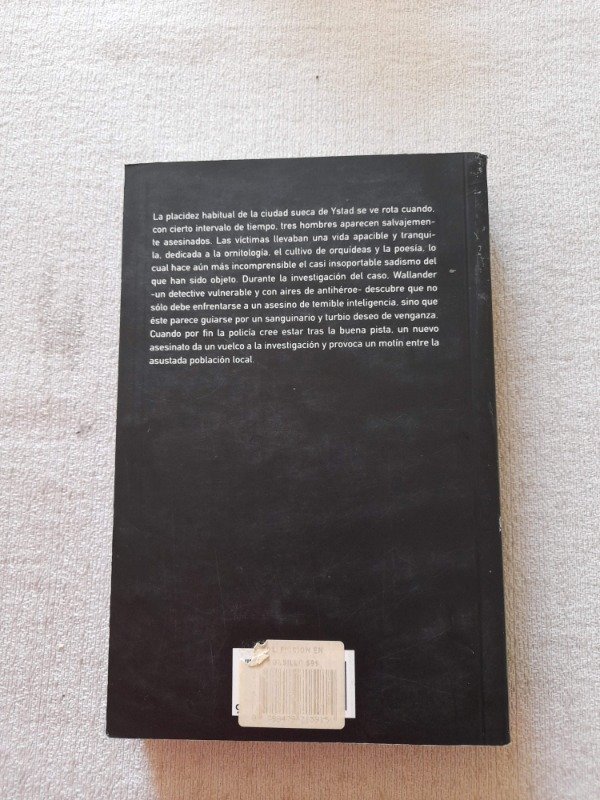 La placidez habitual de la ciudad sueca de Ystad se ve rota cuando,
con cierto intervalo de tiempo, tres hombres aparecen salvajemen-
te asesinados. Las víctimas llevaban una vida apacible y tranqui-
la, dedicada a la ornitología, el cultivo de orquídeas y la poesía, lo
cual hace aún más incomprensible el casi insoportable sadismo del
que han sido objeto. Durante la investigación del caso, Wallander
-un detective vulnerable y con aires de antihéroe- descubre que no
sólo debe enfrentarse a un asesino de temible inteligencia, sino que
éste parece guiarse por un sanguinario y turbio deseo de venganza.
Cuando por fin la policía cree estar tras la buena pista, un nuevo
asesinato da un vuelco a la investigación y provoca un motín entre la
asustada población local.
EN
9